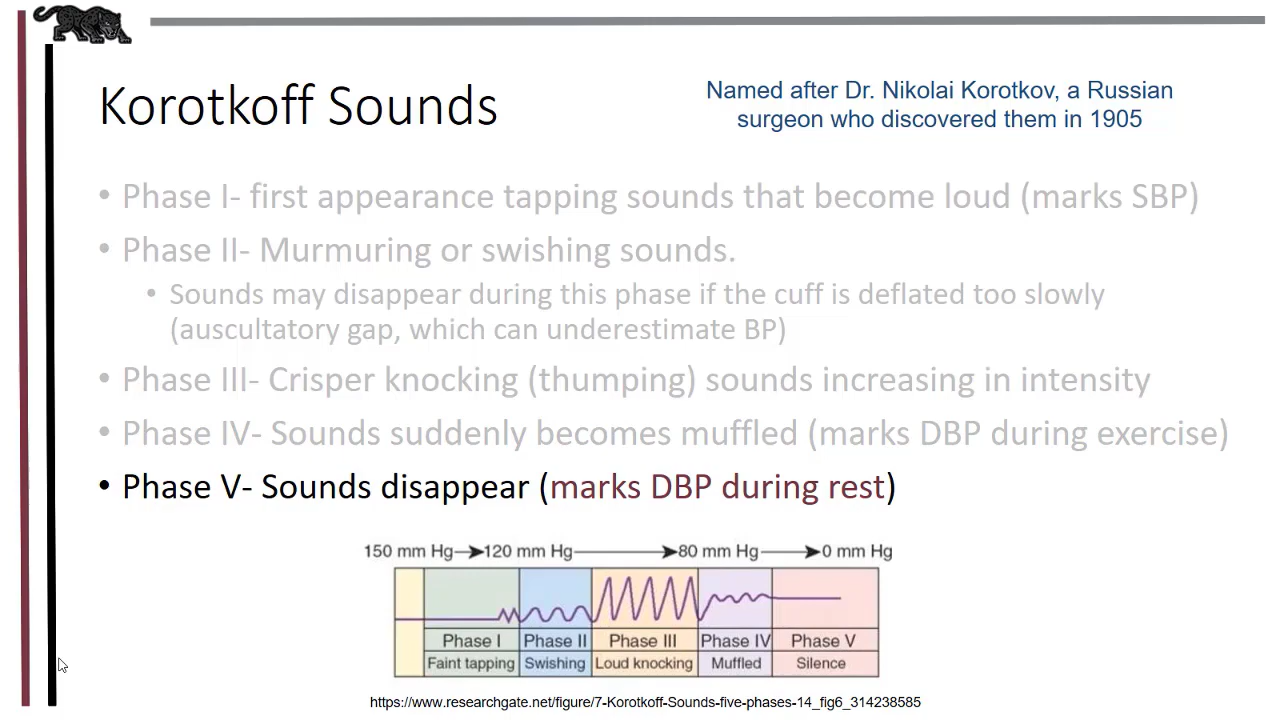 Korotkoff Sounds
Named after Dr. Nikolai Korotkov, a Russian
surgeon who discovered them in 1905
• Phase I- first appearance tapping sounds that become loud (marks SBP)
• Phase II- Murmuring or swishing sounds.
• Sounds may disappear during this phase if the cuff is deflated too slowly
(auscultatory gap, which can underestimate BP)
• Phase III- Crisper knocking (thumping) sounds increasing in intensity
• Phase IV- Sounds suddenly becomes muffled (marks DBP during exercise)
• Phase V- Sounds disappear (marks DBP during rest)
150 mm Hg 120 mm Hg 80 mm Hg 0 mm Hg
Phase I Phase II Phase III Phase IV Phase V
Faint tapping Swishing Loud knocking Muffled Silence
https://www.researchgate.net/figure/7-Korotkoff-Sounds-five-phases-14_fig6_314238585